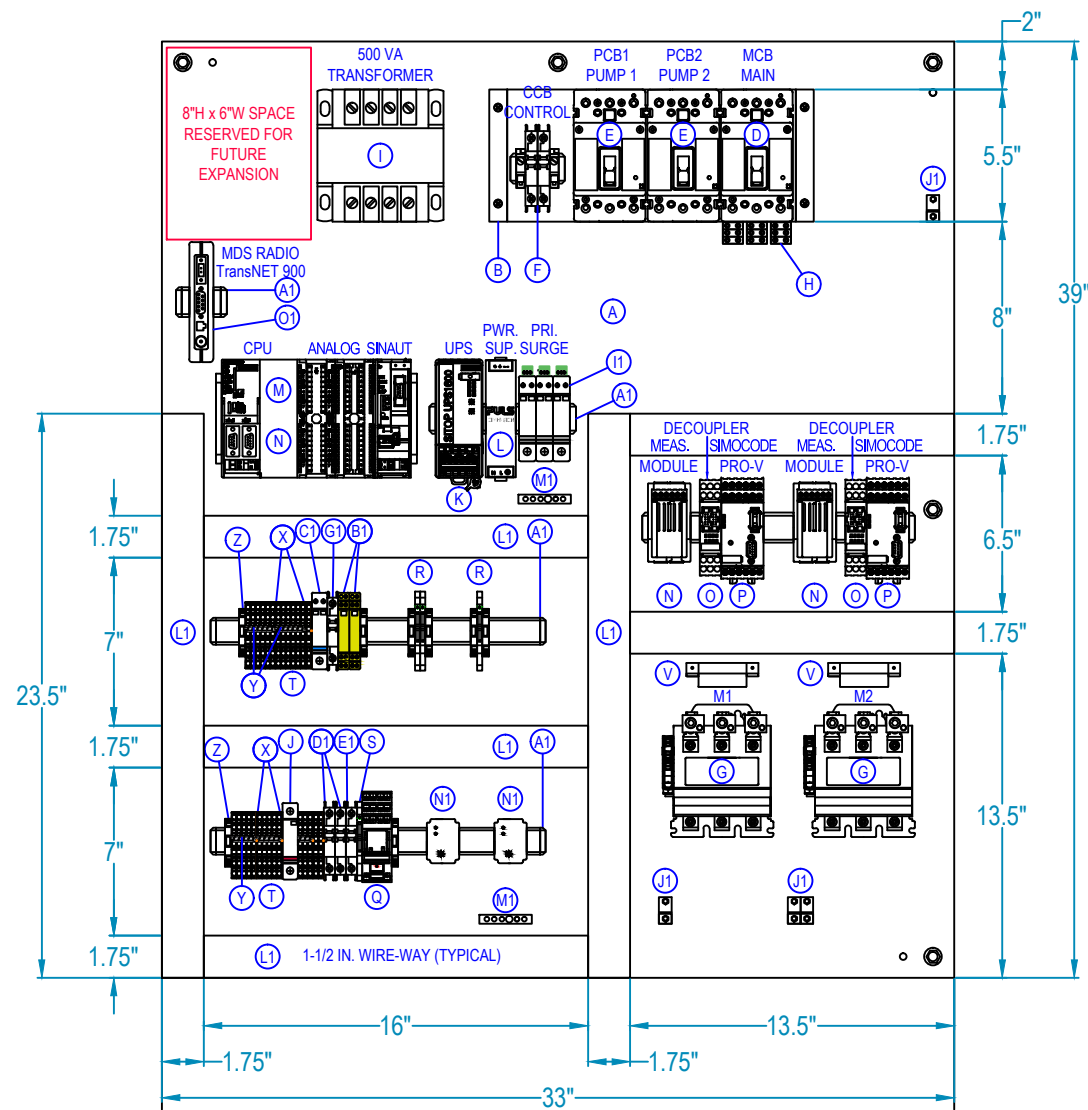 2"
500 VA
TRANSFORMER
PCB1
PUMP 1
PCB2
PUMP 2
MCB
MAIN
CCB
CONTROL
8"H x 6"W SPACE
RESERVED FOR
FUTURE
EXPANSION
I
E
E
D
5.5"
J1
B
F
H
MDS RADIO
TransNET 900
A1
O1
A
39"
8"
CPU
ANALOG
SINAUT
UPS
PWR.
SUP.
PRI.
SURGE
I1
A1
M
N
SITOP UPS1600
PULS
L
K
M1
1.75"
DECOUPLER
MEAS.
SIMOCODE
MODULE
PRO-V
DECOUPLER
MEAS.
SIMOCODE
MODULE
PRO-V
6.5"
N
O
P
N
O
P
1.75"
Z
X
C1
G1
B1
L1
A1
R
R
7"
L1
L1
1.75"
Y
T
23.5"
V
M1
V
M2
G
G
13.5"
1.75"
Z
X
J
D1
E1
S
L1
A1
N1
N1
7"
Y
T
Q
M1
J1
J1
1.75"
L1
1-1/2 IN. WIRE-WAY (TYPICAL)
16"
13.5"
1.75"
1.75"
33"